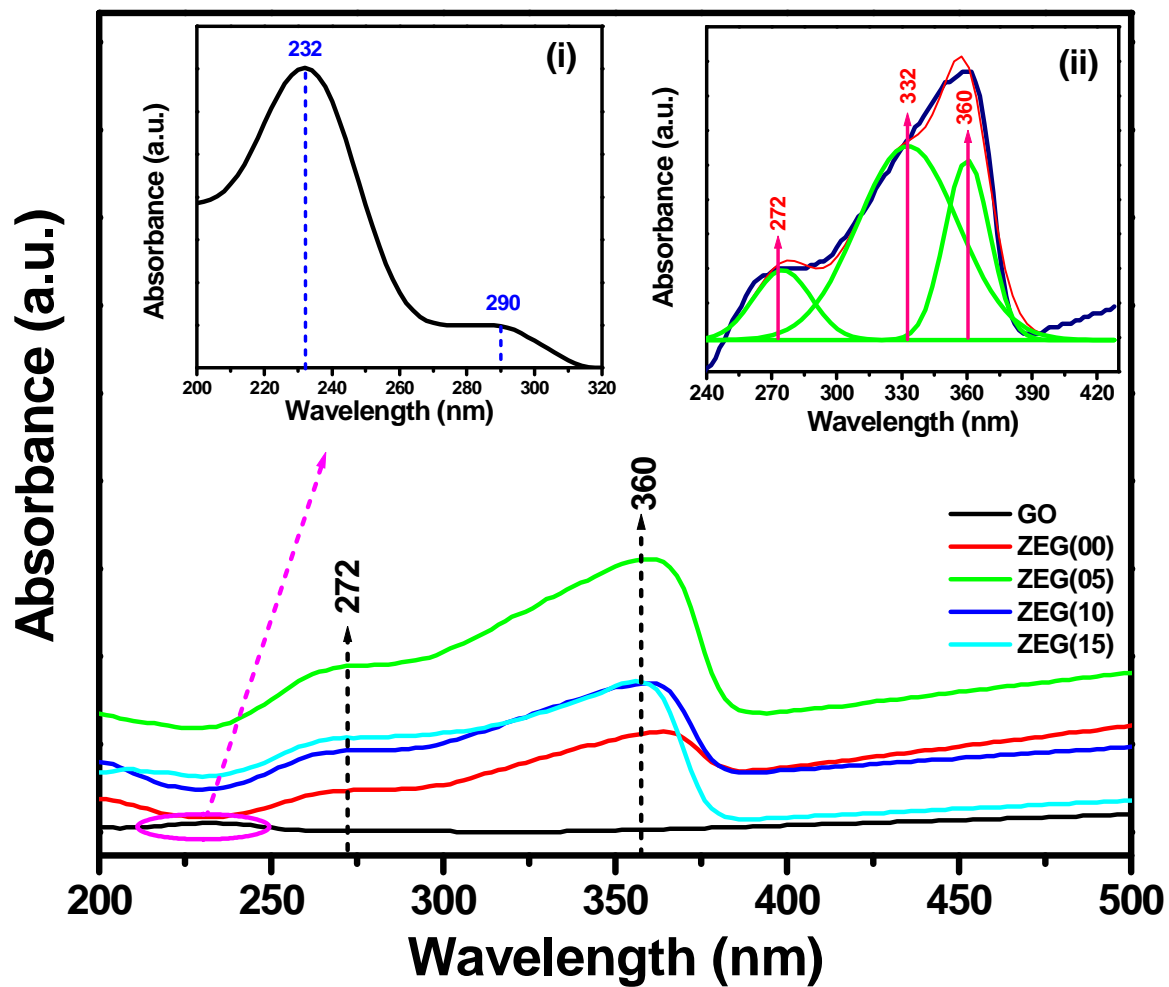 (i)
232
290
Absorbance (a.u.)
200 220 240 260 280 300 320
Wavelength (nm)
(ii)
272
332
360
Absorbance (a.u.)
240 270 300 330 360 390 420
Wavelength (nm)
272
360
GO
ZEG(00)
ZEG(05)
ZEG(10)
ZEG(15)
Absorbance (a.u.)
200 250 300 350 400 450 500
Wavelength (nm)